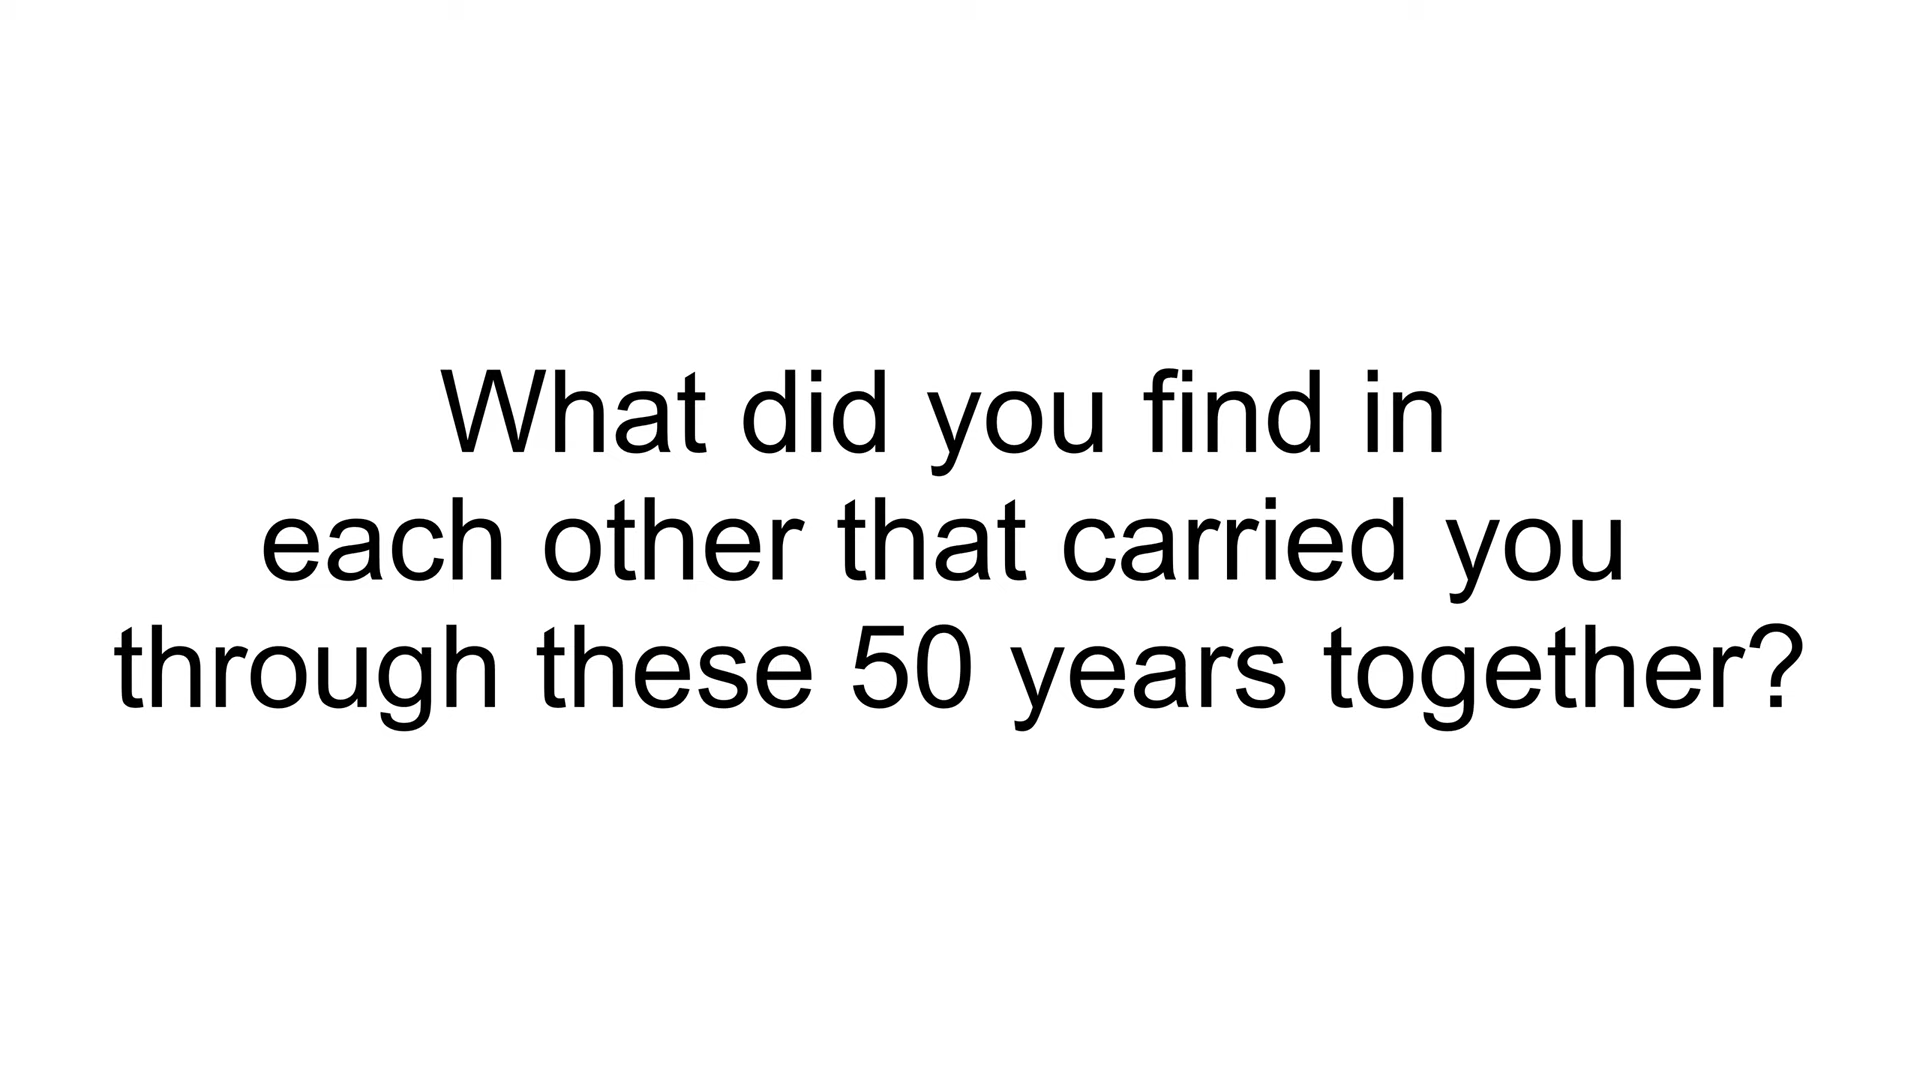 What did you find in
each other that carried you
through these 50 years together?